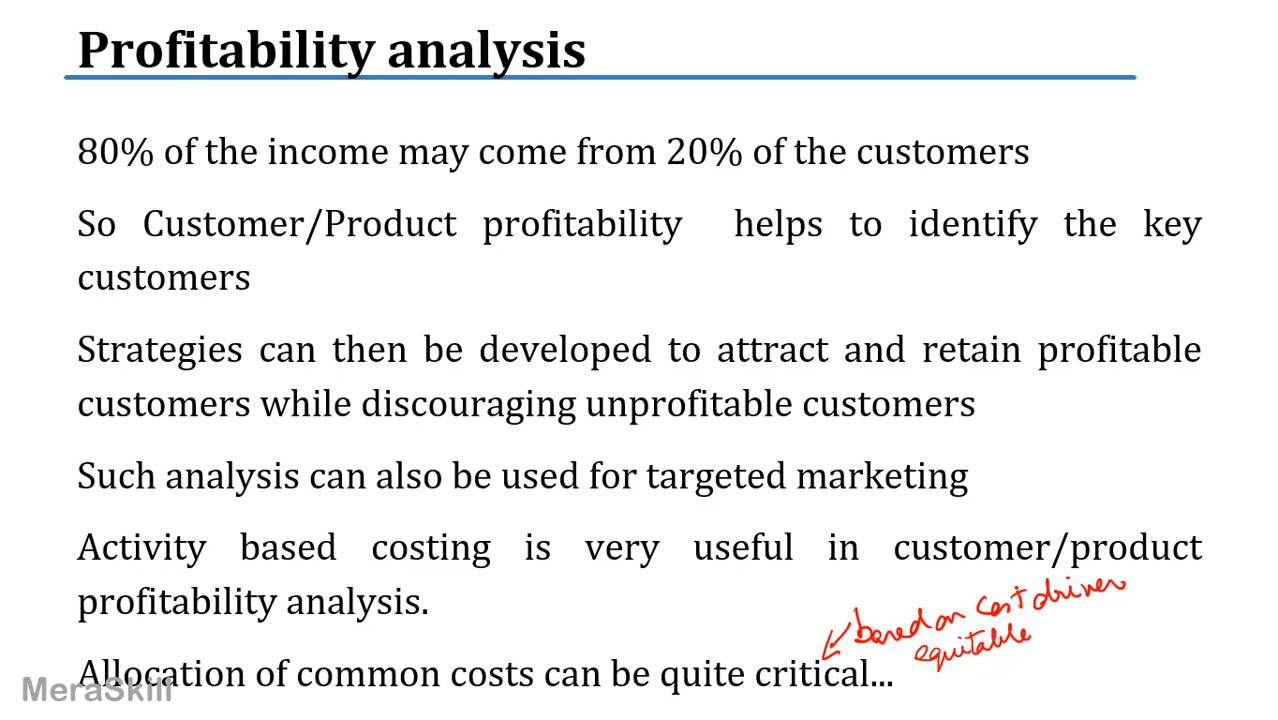 Profitability analysis
80% of the income may come from 20% of the customers
So Customer/Product profitability helps to identify the key
customers
Strategies can then be developed to attract and retain profitable
customers while discouraging unprofitable customers
Such analysis can also be used for targeted marketing
Activity based costing is very useful in customer/product
profitability analysis.
based on cost driver
equitable
Allocation of common costs can be quite critical...
MeraSkill